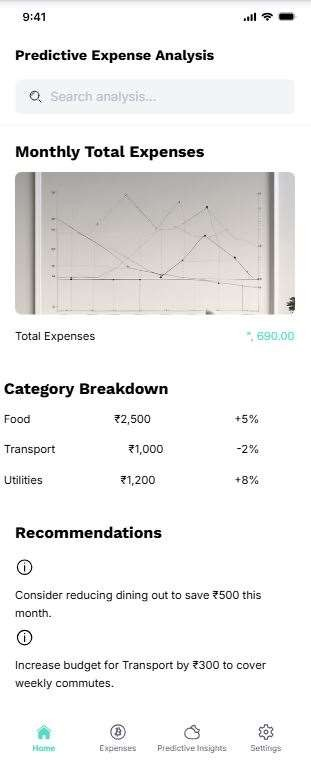 9:41
Predictive Expense Analysis
Search analysis...
Monthly Total Expenses
Total Expenses ", 690.00
Category Breakdown
Food ₹2,500 +5%
Transport ₹1,000 -2%
Utilities ₹1,200 +8%
Recommendations
Consider reducing dining out to save ₹500 this
month.
Increase budget for Transport by ₹300 to cover
weekly commutes.
Home Expenses Predictive Insights Settings